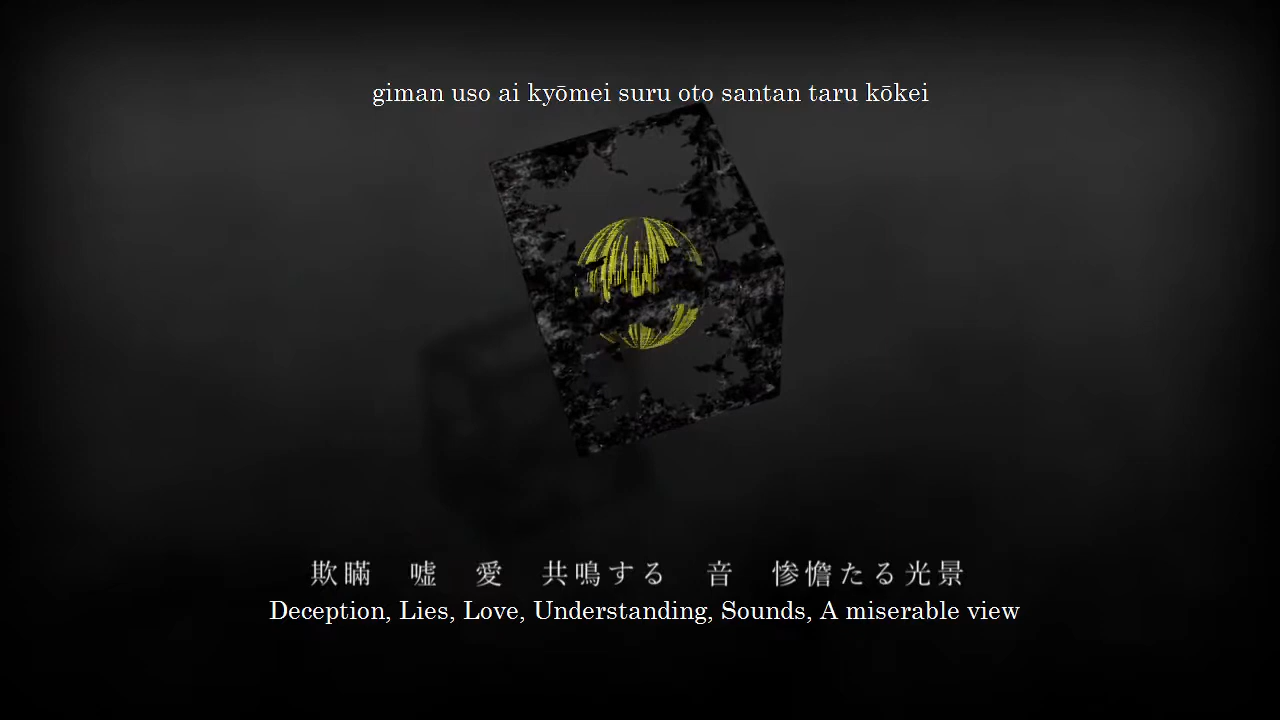 giman uso ai kyōmei suru oto santan taru kōkei
欺瞞　嘘　愛　共鳴する　音　惨憺たる光景
Deception, Lies, Love, Understanding, Sounds, A miserable view